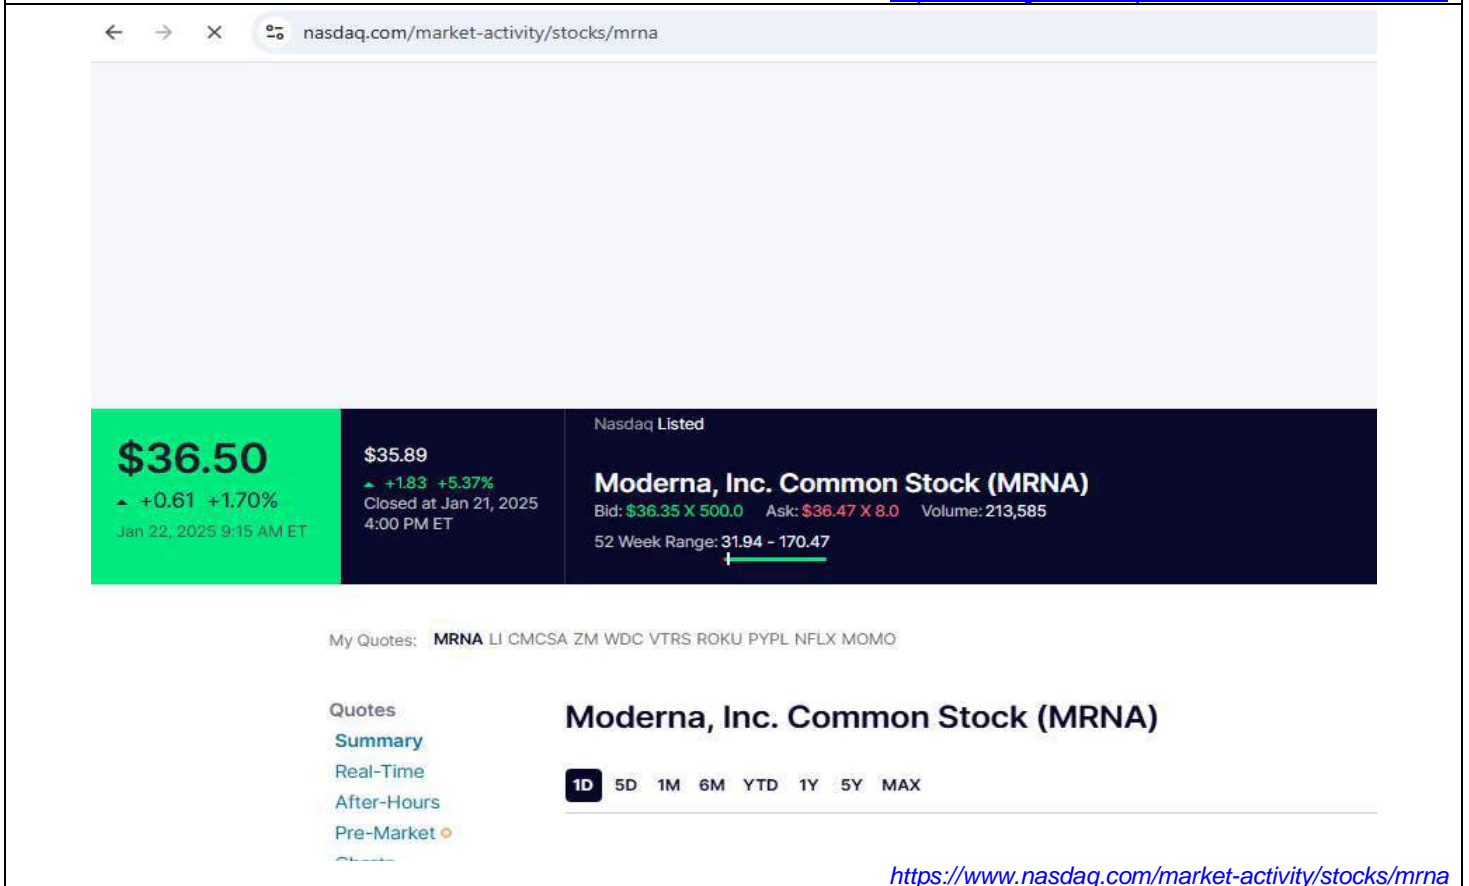 nasdaq.com/market-activity/stocks/mrna
Nasdaq Listed
$36.50
+0.61 +1.70%
Jan 22, 2025 9:15 AM ET
$35.89
+1.83 +5.37%
Closed at Jan 21, 2025
4:00 PM ET
Moderna, Inc. Common Stock (MRNA)
Bid: $36.35 X 500.0 Ask: $36.47 X 8.0 Volume: 213,585
52 Week Range: 31.94 - 170.47
My Quotes: MRNA LI CMCSA ZM WDC VTRS ROKU PYPL NFLX MOMO
Quotes
Summary
Real-Time
After-Hours
Pre-Market
Moderna, Inc. Common Stock (MRNA)
1D 5D 1M 6M YTD 1Y 5Y MAX
https://www.nasdaq.com/market-activity/stocks/mrna